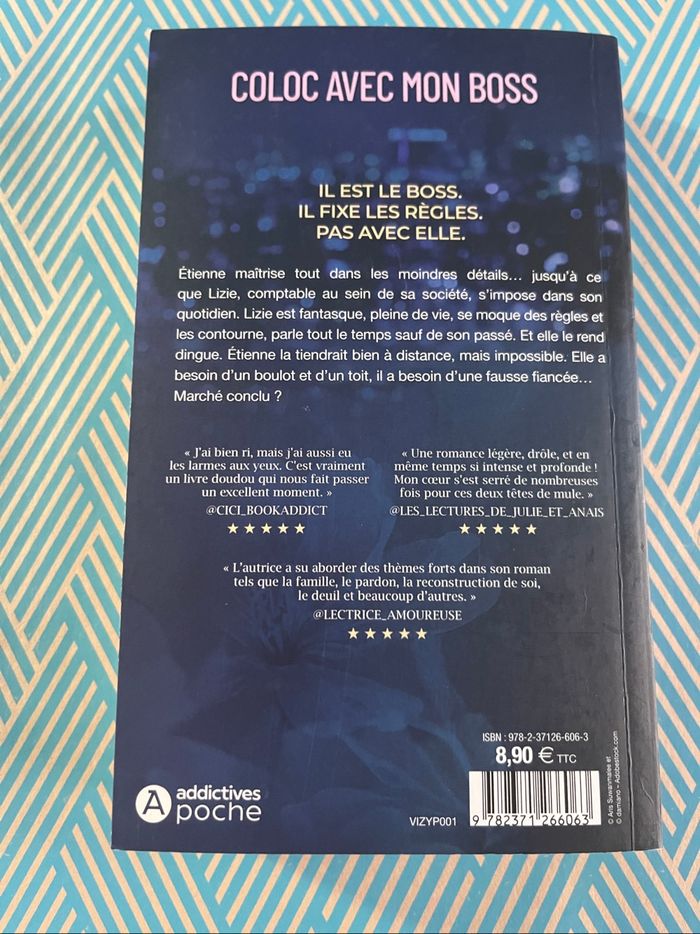 COLOC AVEC MON BOSS
IL EST LE BOSS.
IL FIXE LES RÈGLES.
PAS AVEC ELLE.
Étienne maîtrise tout dans les moindres détails… jusqu'à ce
que Lizie, comptable au sein de sa société, s'impose dans son
quotidien. Lizie est fantasque, pleine de vie, se moque des règles et
les contourne, parle tout le temps sauf de son passé. Et elle le rend
dingue. Étienne la tiendrait bien à distance, mais impossible. Elle a
besoin d'un boulot et d'un toit, il a besoin d'une fausse fiancée…
Marché conclu ?
« J'ai bien ri, mais j'ai aussi eu
les larmes aux yeux. C'est vraiment
un livre doudou qui nous fait passer
un excellent moment. »
@CICI_BOOKADDICT
« Une romance légère, drôle, et en
même temps si intense et profonde !
Mon cœur s'est serré de nombreuses
fois pour ces deux têtes de mule. »
@LES_LECTURES_DE_JULIE_ET_ANAIS
« L'autrice a su aborder des thèmes forts dans son roman
tels que la famille, le pardon, la reconstruction de soi,
le deuil et beaucoup d'autres. »
@LECTRICE_AMOUREUSE
ISBN : 978-2-37126-606-3
8,90 € TTC
A addictives
poche
VIZYP001
9 782371 266063
© Aris Suwanmalee et
© damiano - Adobestock.com